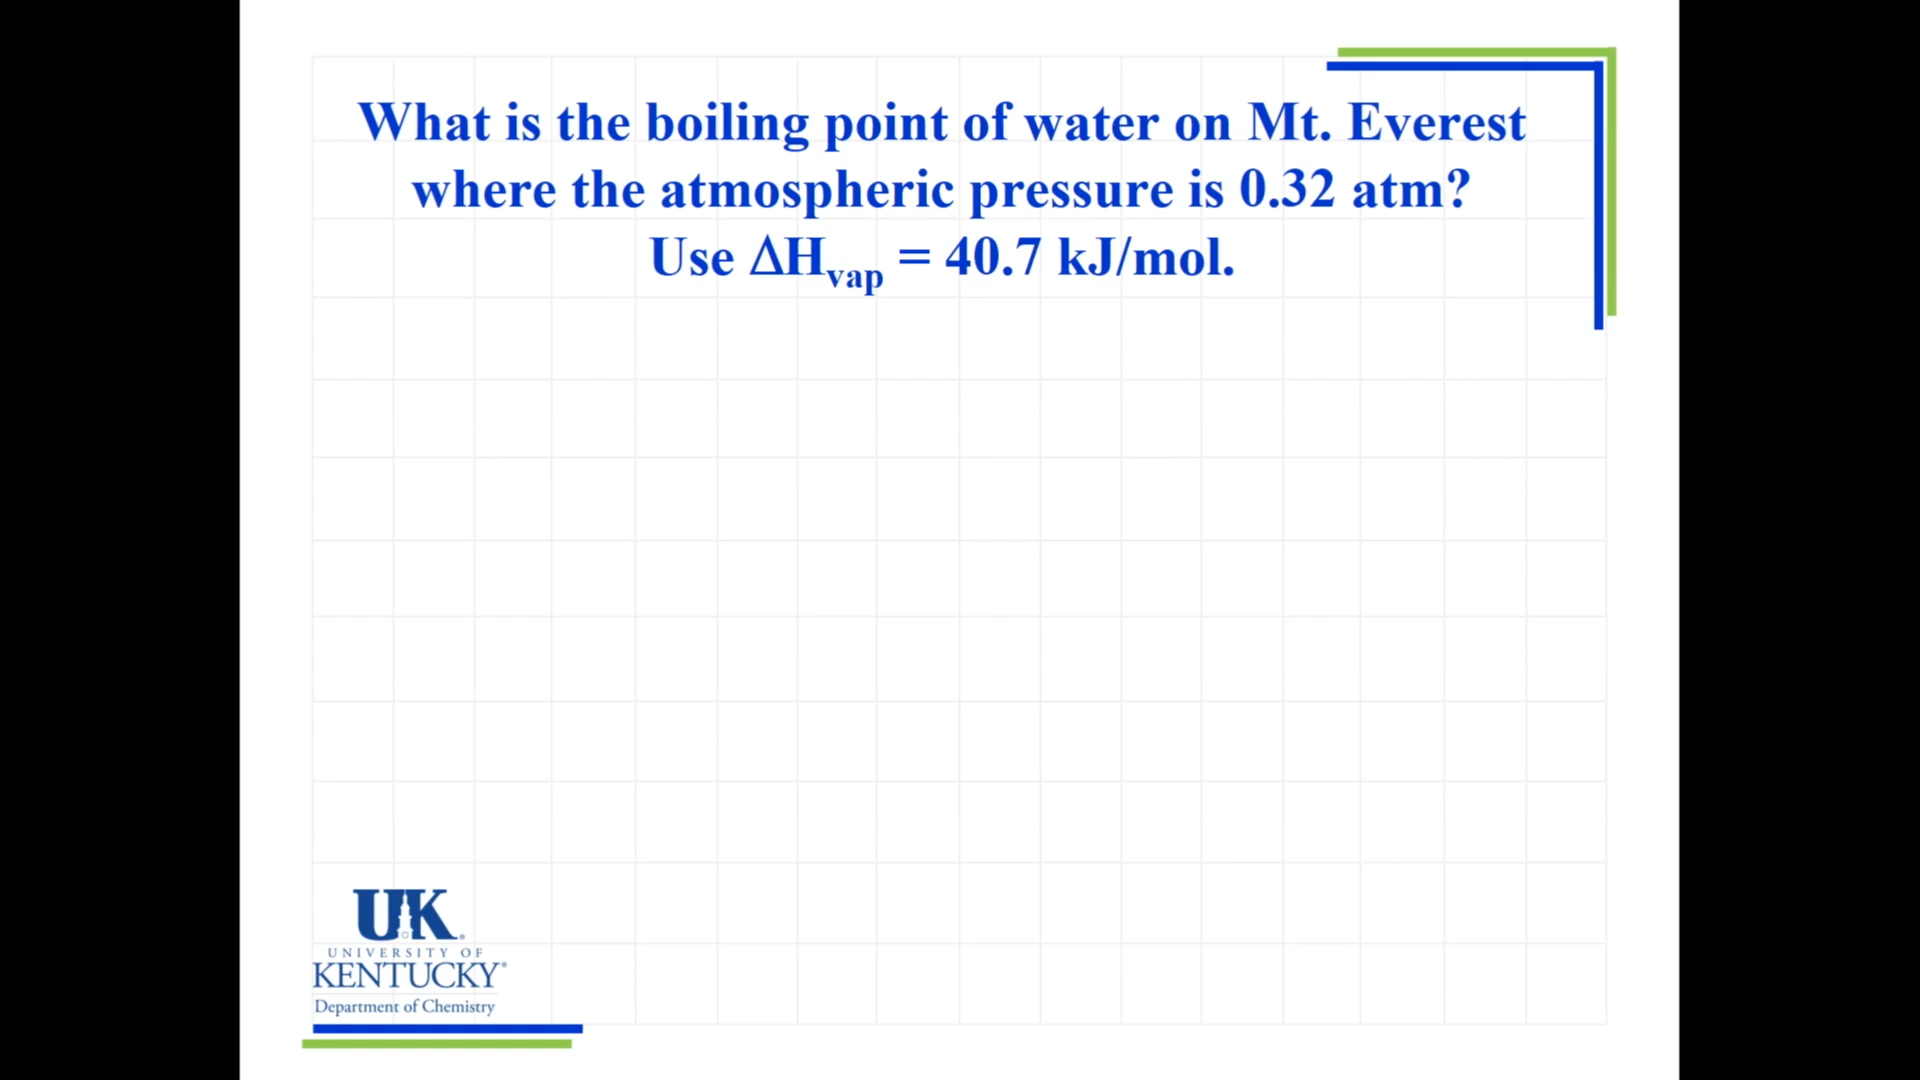 What is the boiling point of water on Mt. Everest
where the atmospheric pressure is 0.32 atm?
Use ΔHvap = 40.7 kJ/mol.
UK
UNIVERSITY OF
KENTUCKY®
Department of Chemistry